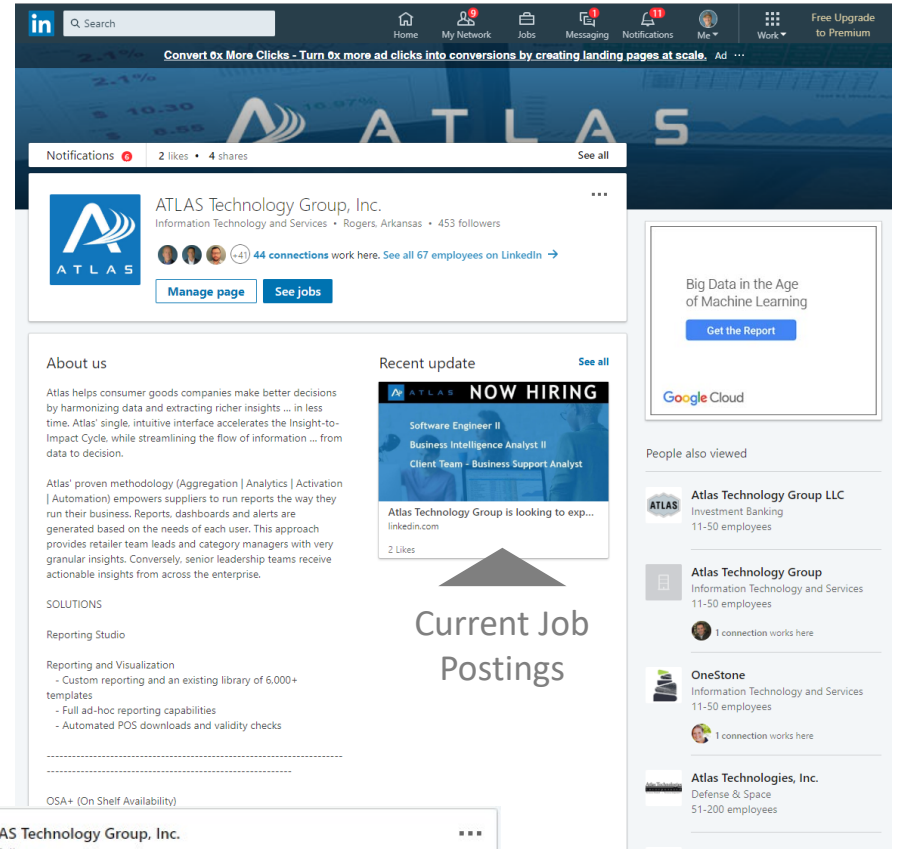 in
Search
Home
9
My Network
Jobs
1
Messaging
11
Notifications
Me
Work
Free Upgrade
to Premium
Convert 6x More Clicks - Turn 6x more ad clicks into conversions by creating landing pages at scale. Ad ...
2.1%
2.1%
10.30
8.55
10.97%
ATLAS
Notifications 6
2 likes • 4 shares
See all
ATLAS
ATLAS Technology Group, Inc.
Information Technology and Services • Rogers, Arkansas • 453 followers
+41 44 connections work here. See all 67 employees on LinkedIn →
Manage page
See jobs
About us
Atlas helps consumer goods companies make better decisions
by harmonizing data and extracting richer insights ... in less
time. Atlas' single, intuitive interface accelerates the Insight-to-
Impact Cycle, while streamlining the flow of information ... from
data to decision.
Atlas' proven methodology (Aggregation | Analytics | Activation
| Automation) empowers suppliers to run reports the way they
run their business. Reports, dashboards and alerts are
generated based on the needs of each user. This approach
provides retailer team leads and category managers with very
granular insights. Conversely, senior leadership teams receive
actionable insights from across the enterprise.
SOLUTIONS
Reporting Studio
Reporting and Visualization
- Custom reporting and an existing library of 6,000+
templates
- Full ad-hoc reporting capabilities
- Automated POS downloads and validity checks
-----------------------------------------------------------------------
-----------------------------------------------------------
OSA+ (On Shelf Availability)
Recent update
See all
ATLAS NOW HIRING
Software Engineer II
Business Intelligence Analyst II
Client Team - Business Support Analyst
Atlas Technology Group is looking to exp...
linkedin.com
2 Likes
Current Job
Postings
Big Data in the Age
of Machine Learning
Get the Report
Google Cloud
People also viewed
ATLAS
Atlas Technology Group LLC
Investment Banking
11-50 employees
Atlas Technology Group
Information Technology and Services
11-50 employees
1 connection works here
OneStone
Information Technology and Services
11-50 employees
1 connection works here
Atlas Technologies, Inc.
Defense & Space
51-200 employees
AS Technology Group, Inc.